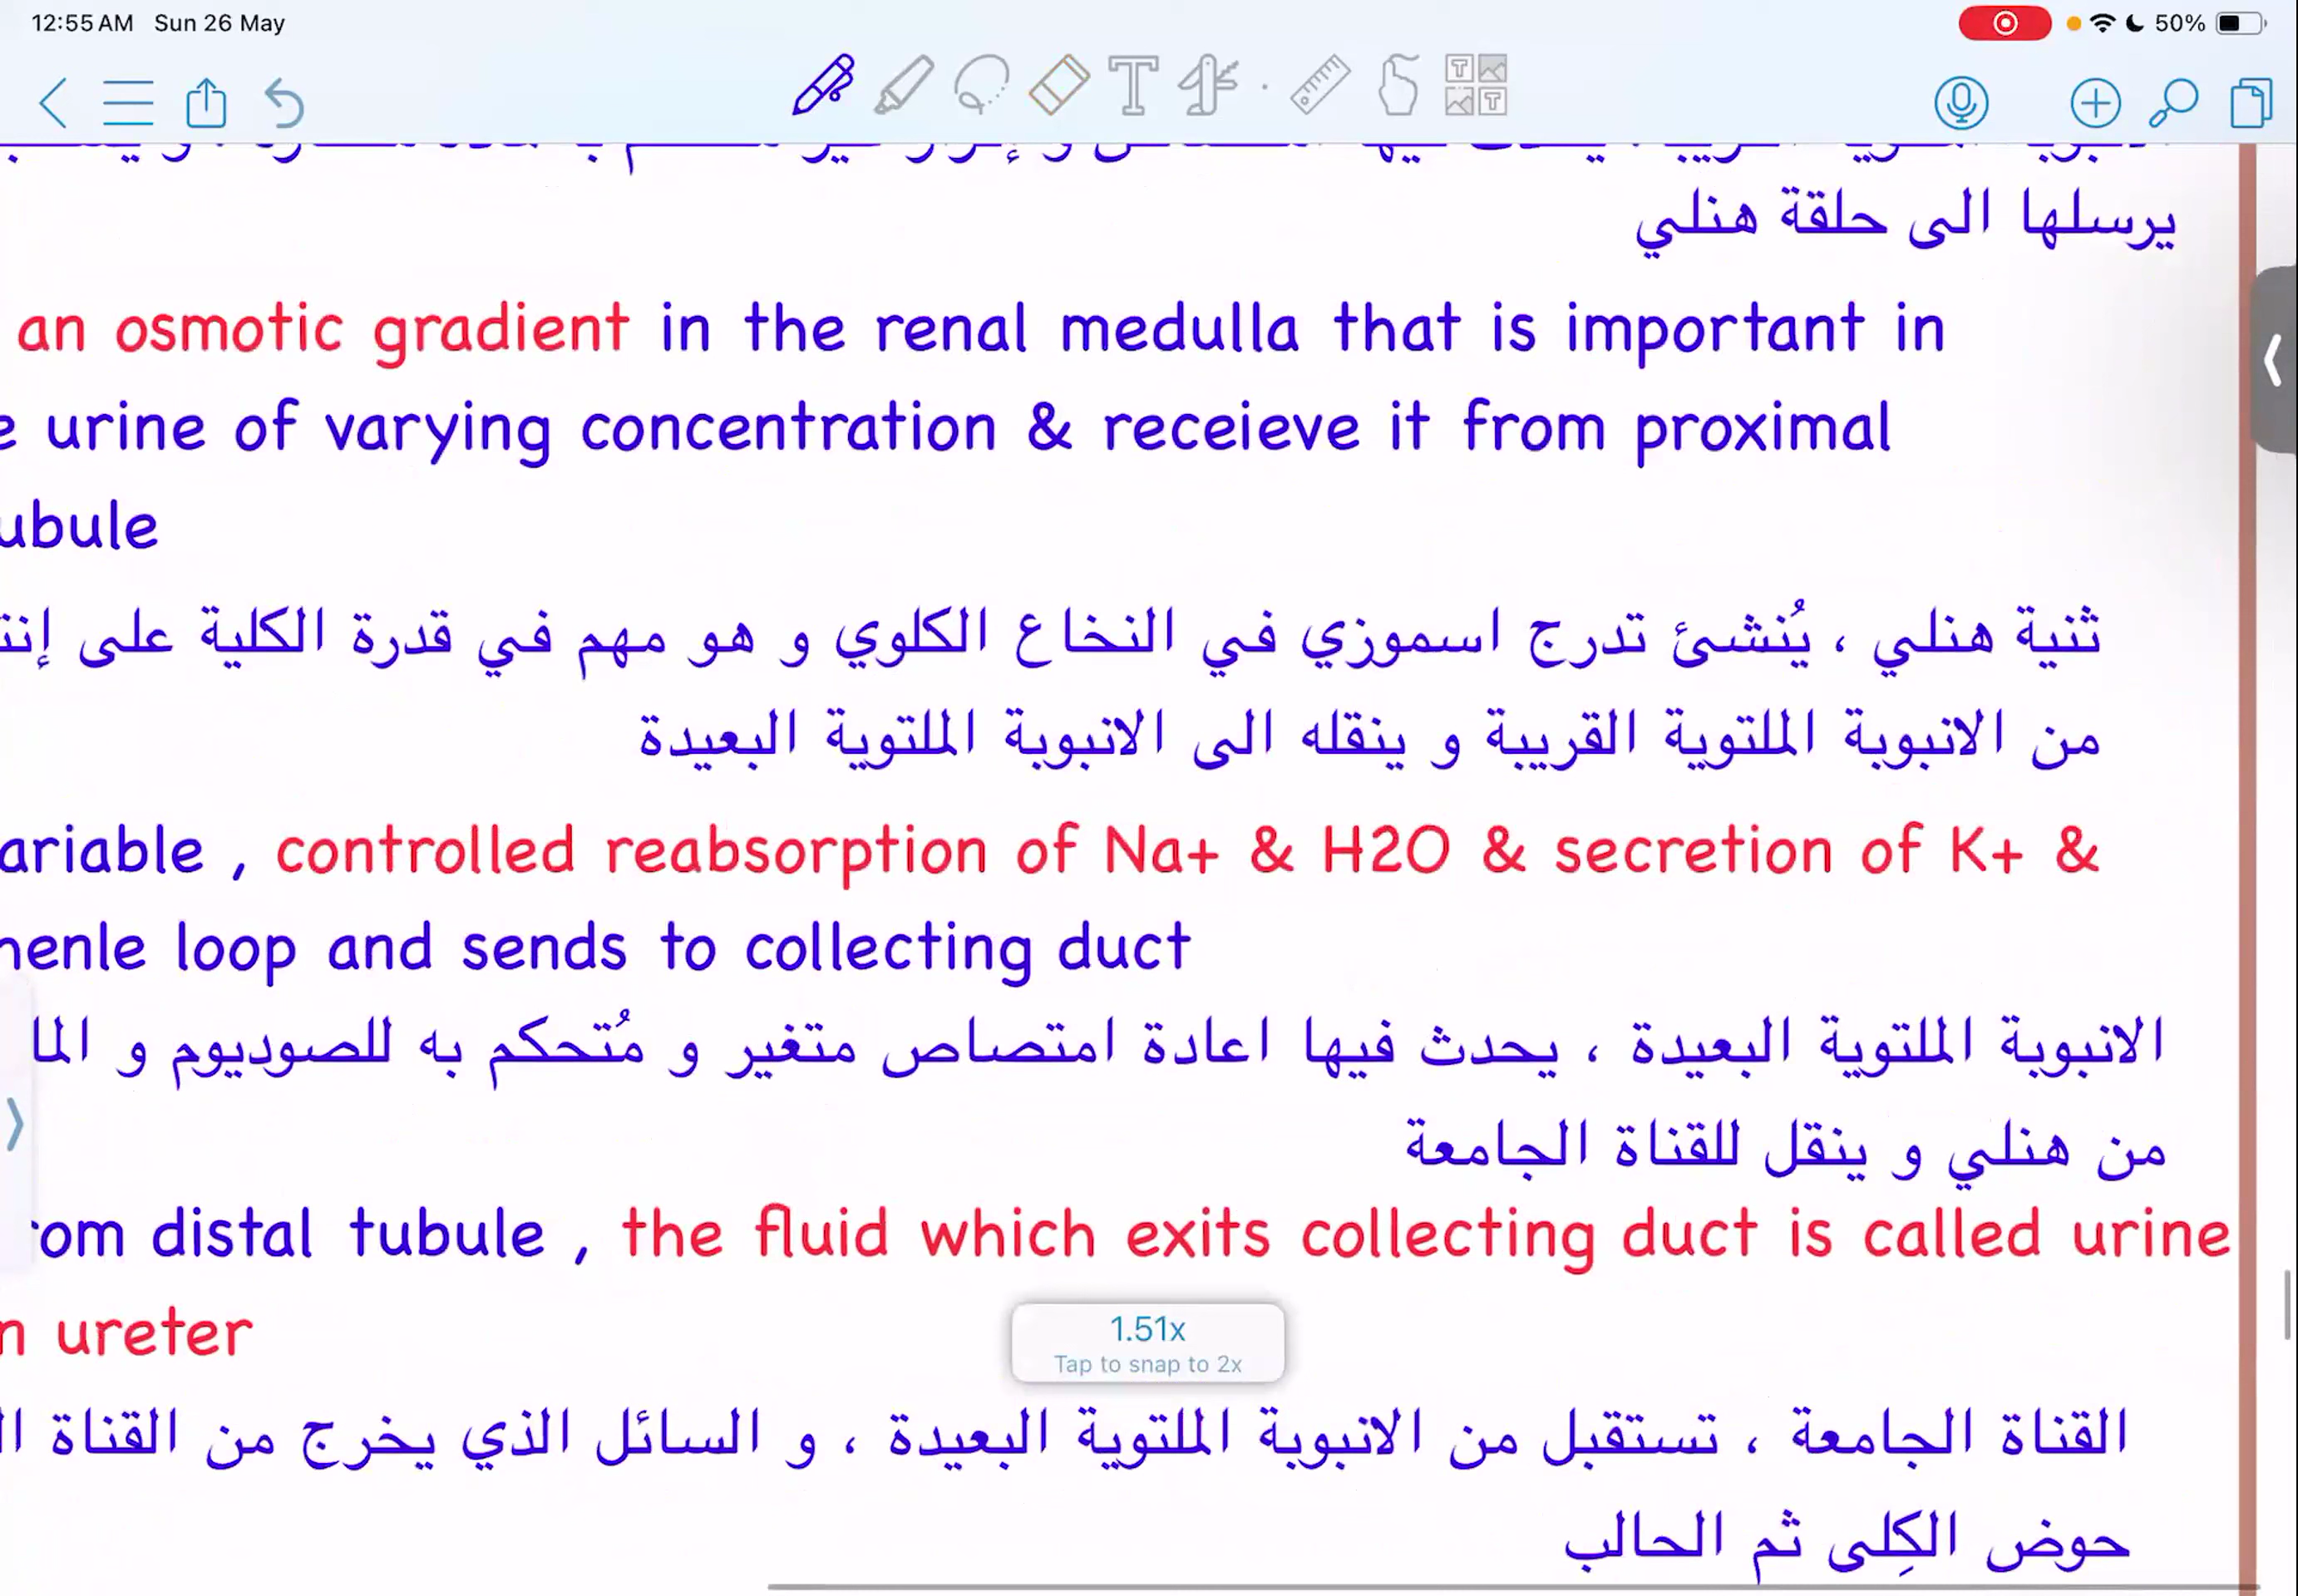 12:55 AM Sun 26 May
50%
يرسلها الى حلقة هنلي
an osmotic gradient in the renal medulla that is important in
urine of varying concentration & receieve it from proximal
ubule
ثنية هنلي ، يُنشئ تدرج اسموزي في النخاع الكلوي و هو مهم في قدرة الكلية على
من الانبوبة الملتوية القريبة و ينقله الى الانبوبة الملتوية البعيدة
ariable , controlled reabsorption of Na+ & H2O & secretion of K+ &
henle loop and sends to collecting duct
الانبوبة الملتوية البعيدة ، يحدث فيها اعادة امتصاص متغير و مُتحكم به للصوديوم و الما
من هنلي و ينقل للقناة الجامعة
rom distal tubule , the fluid which exits collecting duct is called urine
n ureter
1.51x
Tap to snap to 2x
القناة الجامعة ، تستقبل من الانبوبة الملتوية البعيدة ، و السائل الذي يخرج من القناة
حوض الكِلى ثم الحالب